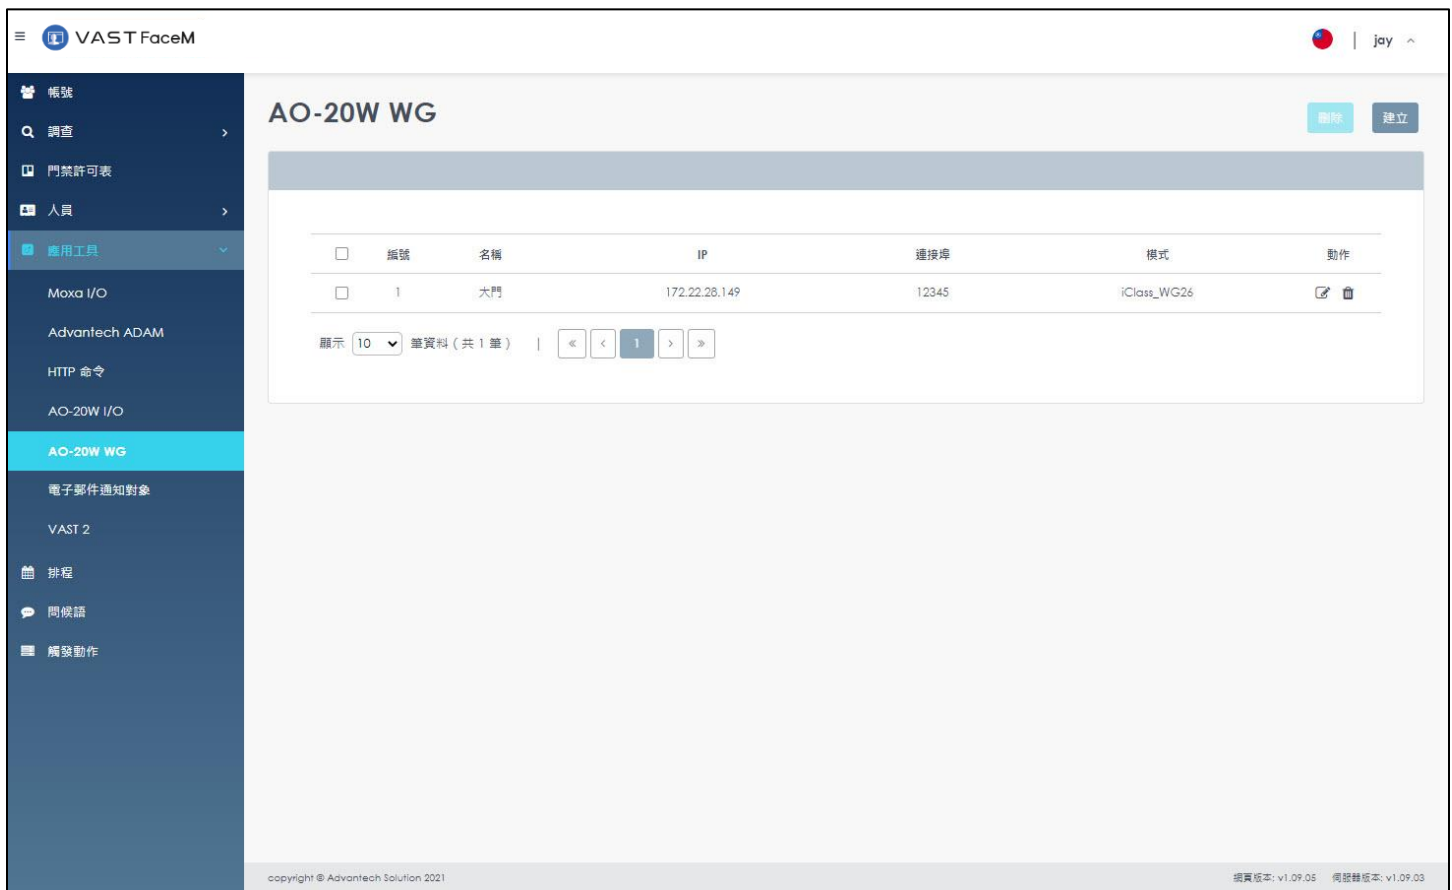 VAST FaceM
jay
帳號
調查
門禁許可表
人員
應用工具
Moxa I/O
Advantech ADAM
HTTP 命令
AO-20W I/O
AO-20W WG
電子郵件通知對象
VAST 2
排程
問候語
觸發動作
AO-20W WG
刪除 建立
編號 名稱 IP 連接埠 模式 動作
1 大門 172.22.28.149 12345 iClass_WG26
顯示 10 筆資料 ( 共 1 筆 ) | « ‹ 1 › »
copyright © Advantech Solution 2021
網頁版本: v1.09.05 伺服器版本: v1.09.03